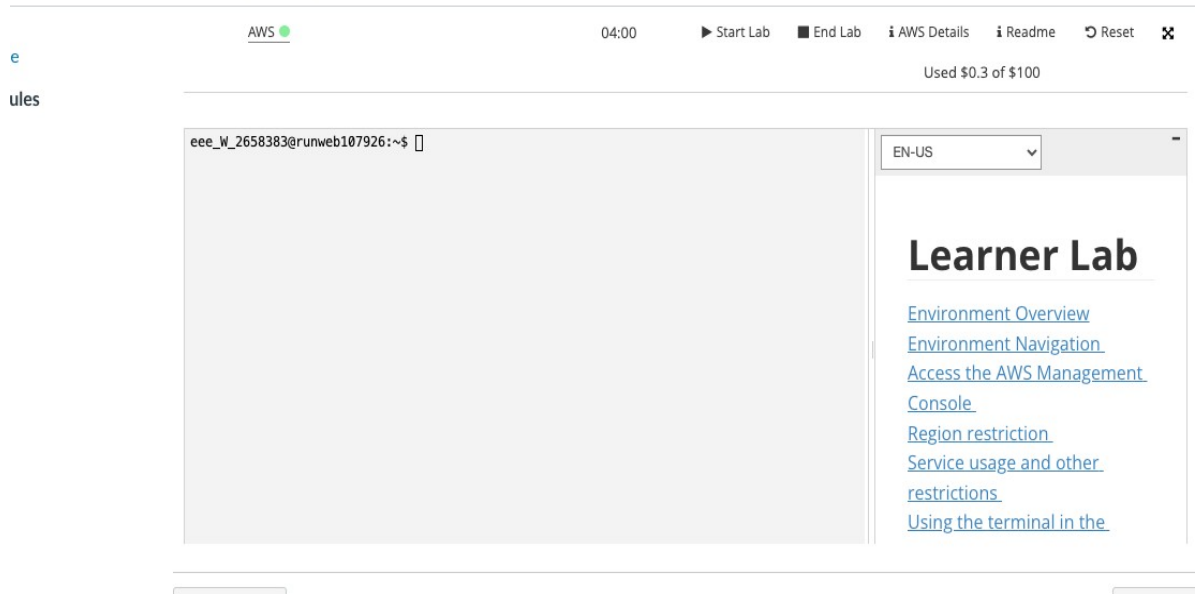 AWS 04:00 Start Lab End Lab AWS Details Readme Reset
e
Used $0.3 of $100
ules
eee_W_2658383@runweb107926:~$
EN-US
Learner Lab
Environment Overview
Environment Navigation
Access the AWS Management
Console
Region restriction
Service usage and other
restrictions
Using the terminal in the